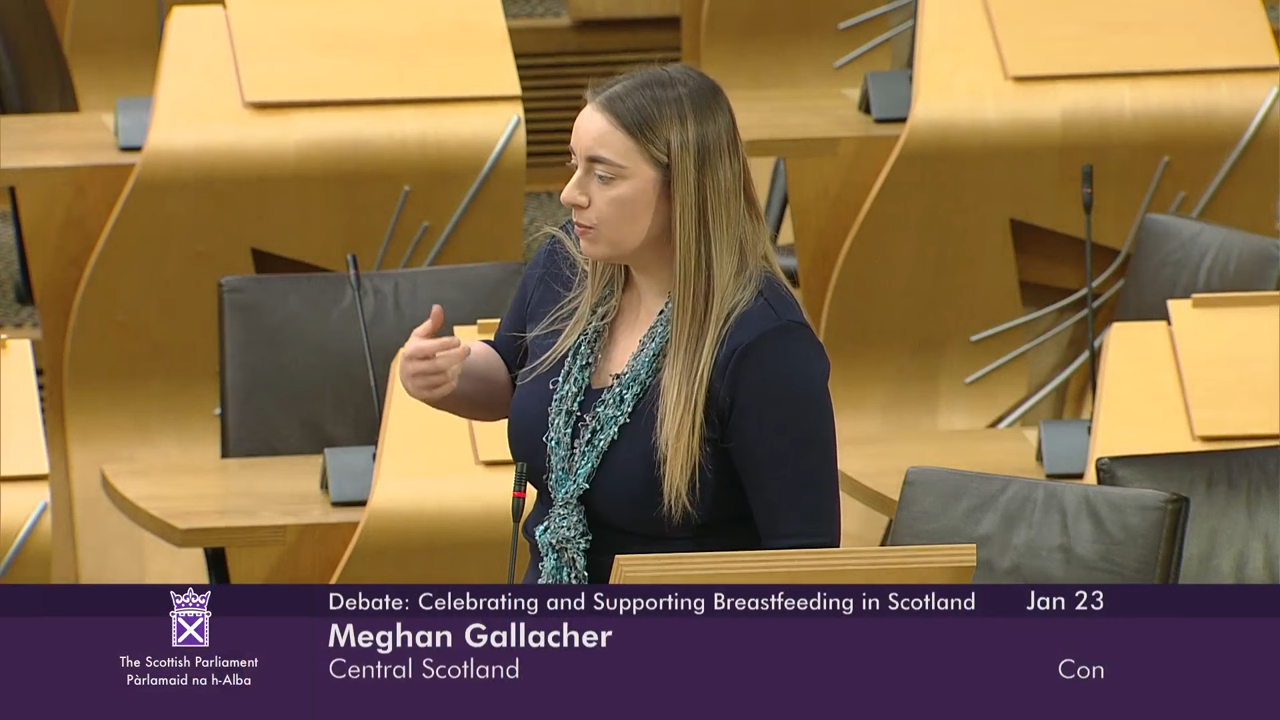 Debate: Celebrating and Supporting Breastfeeding in Scotland
Jan 23
Meghan Gallacher
Central Scotland
Con
The Scottish Parliament
Pàrlamaid na h-Alba